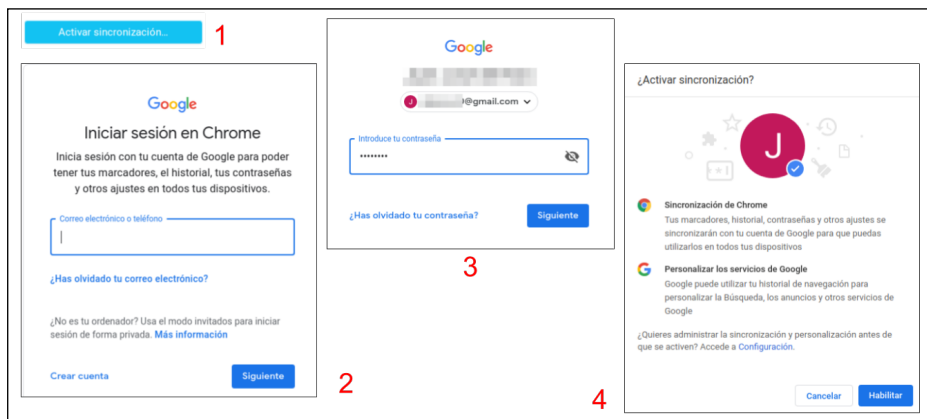 Activar sincronización...
1
Google
Iniciar sesión en Chrome
Inicia sesión con tu cuenta de Google para poder
tener tus marcadores, el historial, tus contraseñas
y otros ajustes en todos tus dispositivos.
Correo electrónico o teléfono
¿Has olvidado tu correo electrónico?
¿No es tu ordenador? Usa el modo invitados para iniciar
sesión de forma privada. Más información
Crear cuenta
Siguiente
2
Google
J
@gmail.com
Introduce tu contraseña
••••••••
¿Has olvidado tu contraseña?
Siguiente
3
¿Activar sincronización?
J
Sincronización de Chrome
Tus marcadores, historial, contraseñas y otros ajustes se
sincronizarán con tu cuenta de Google para que puedas
utilizarlos en todos tus dispositivos
Personalizar los servicios de Google
Google puede utilizar tu historial de navegación para
personalizar la Búsqueda, los anuncios y otros servicios de
Google
¿Quieres administrar la sincronización y personalización antes de
que se activen? Accede a Configuración.
Cancelar
Habilitar
4